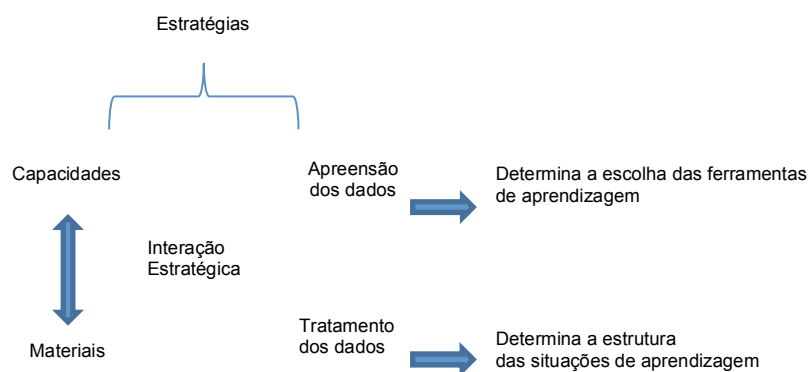 Estratégias
Capacidades
Apreensão
dos dados
Determina a escolha das ferramentas
de aprendizagem
Interação
Estratégica
Materiais
Tratamento
dos dados
Determina a estrutura
das situações de aprendizagem